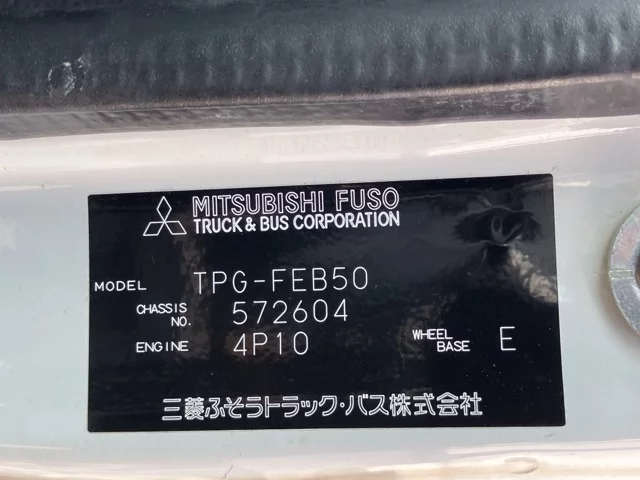 MITSUBISHI FUSO
TRUCK & BUS CORPORATION
MODEL TPG-FEB50
CHASSIS NO. 572604
ENGINE 4P10 WHEEL BASE E
三菱ふそうトラック・バス株式会社